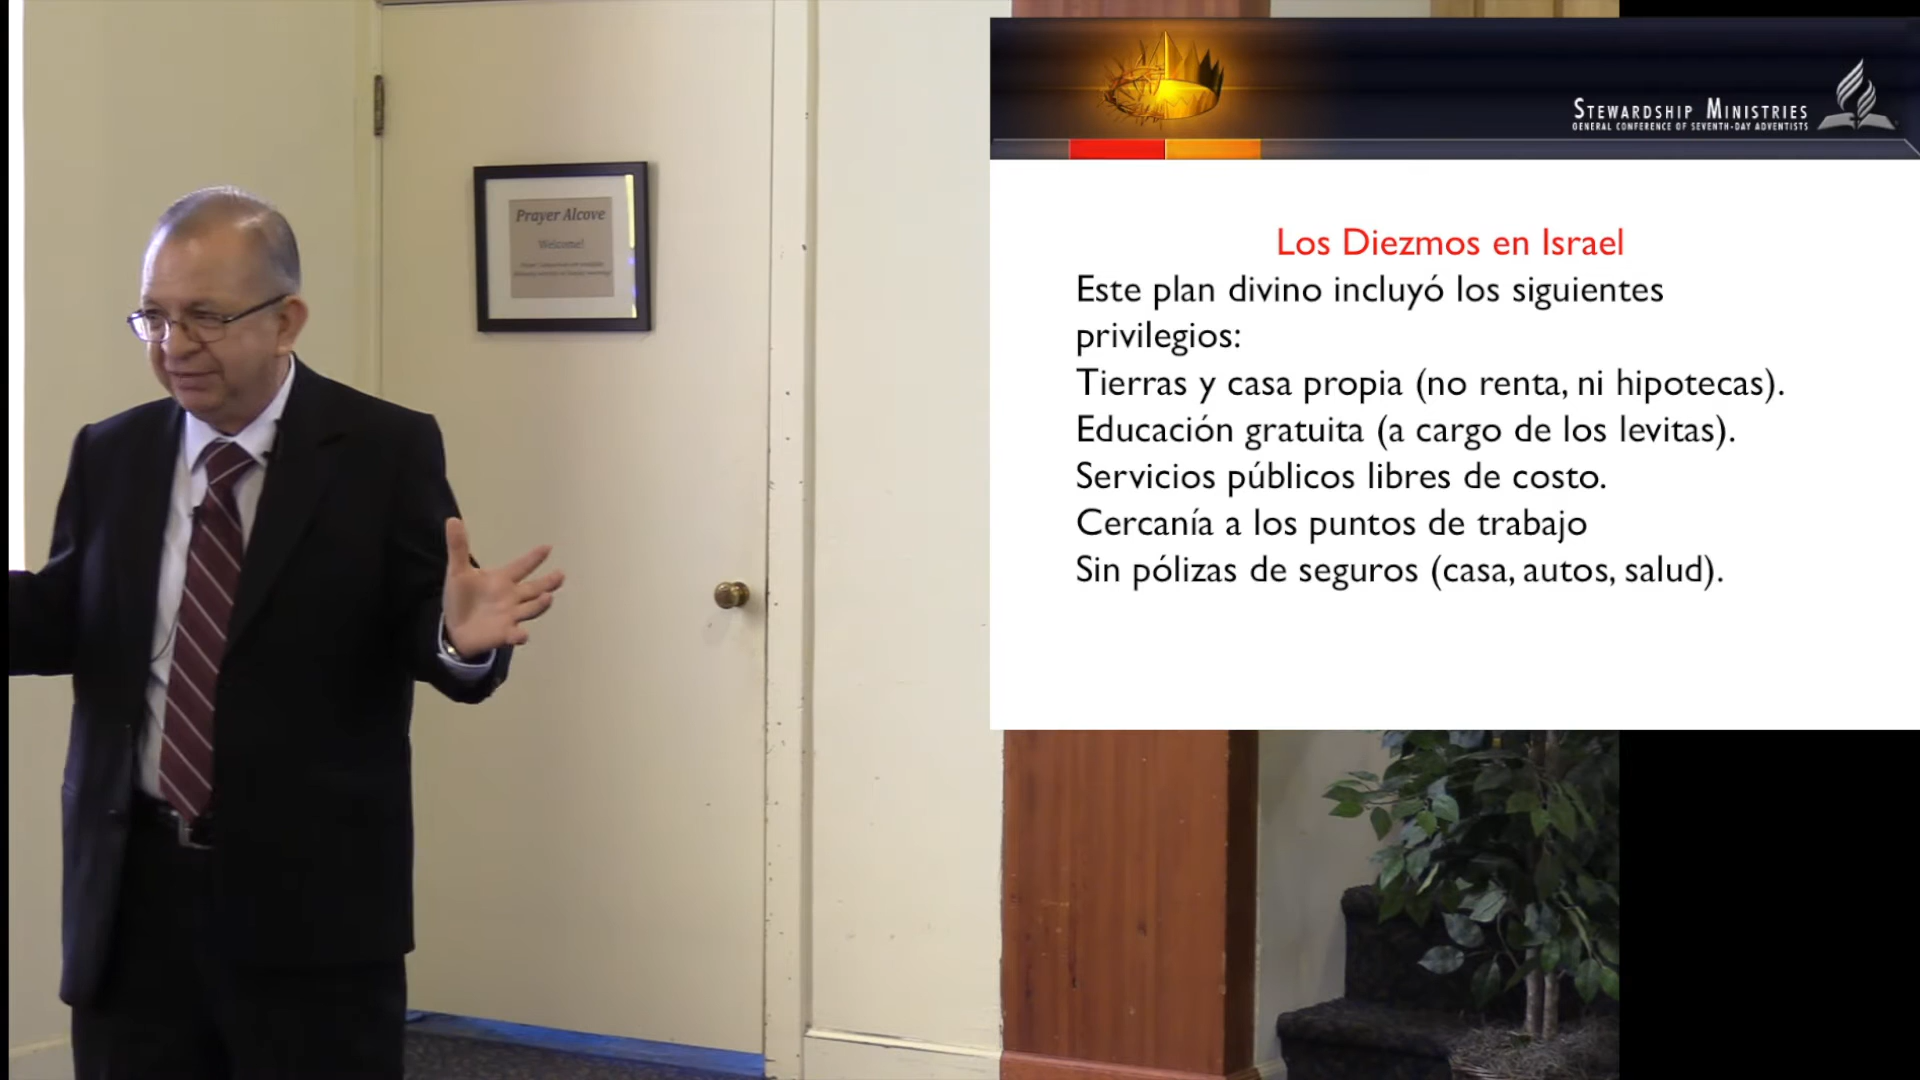 Prayer Alcove
Welcome!
STEWARDSHIP MINISTRIES
GENERAL CONFERENCE OF SEVENTH-DAY ADVENTISTS
Los Diezmos en Israel
Este plan divino incluyó los siguientes
privilegios:
Tierras y casa propia (no renta, ni hipotecas).
Educación gratuita (a cargo de los levitas).
Servicios públicos libres de costo.
Cercanía a los puntos de trabajo
Sin pólizas de seguros (casa, autos, salud).